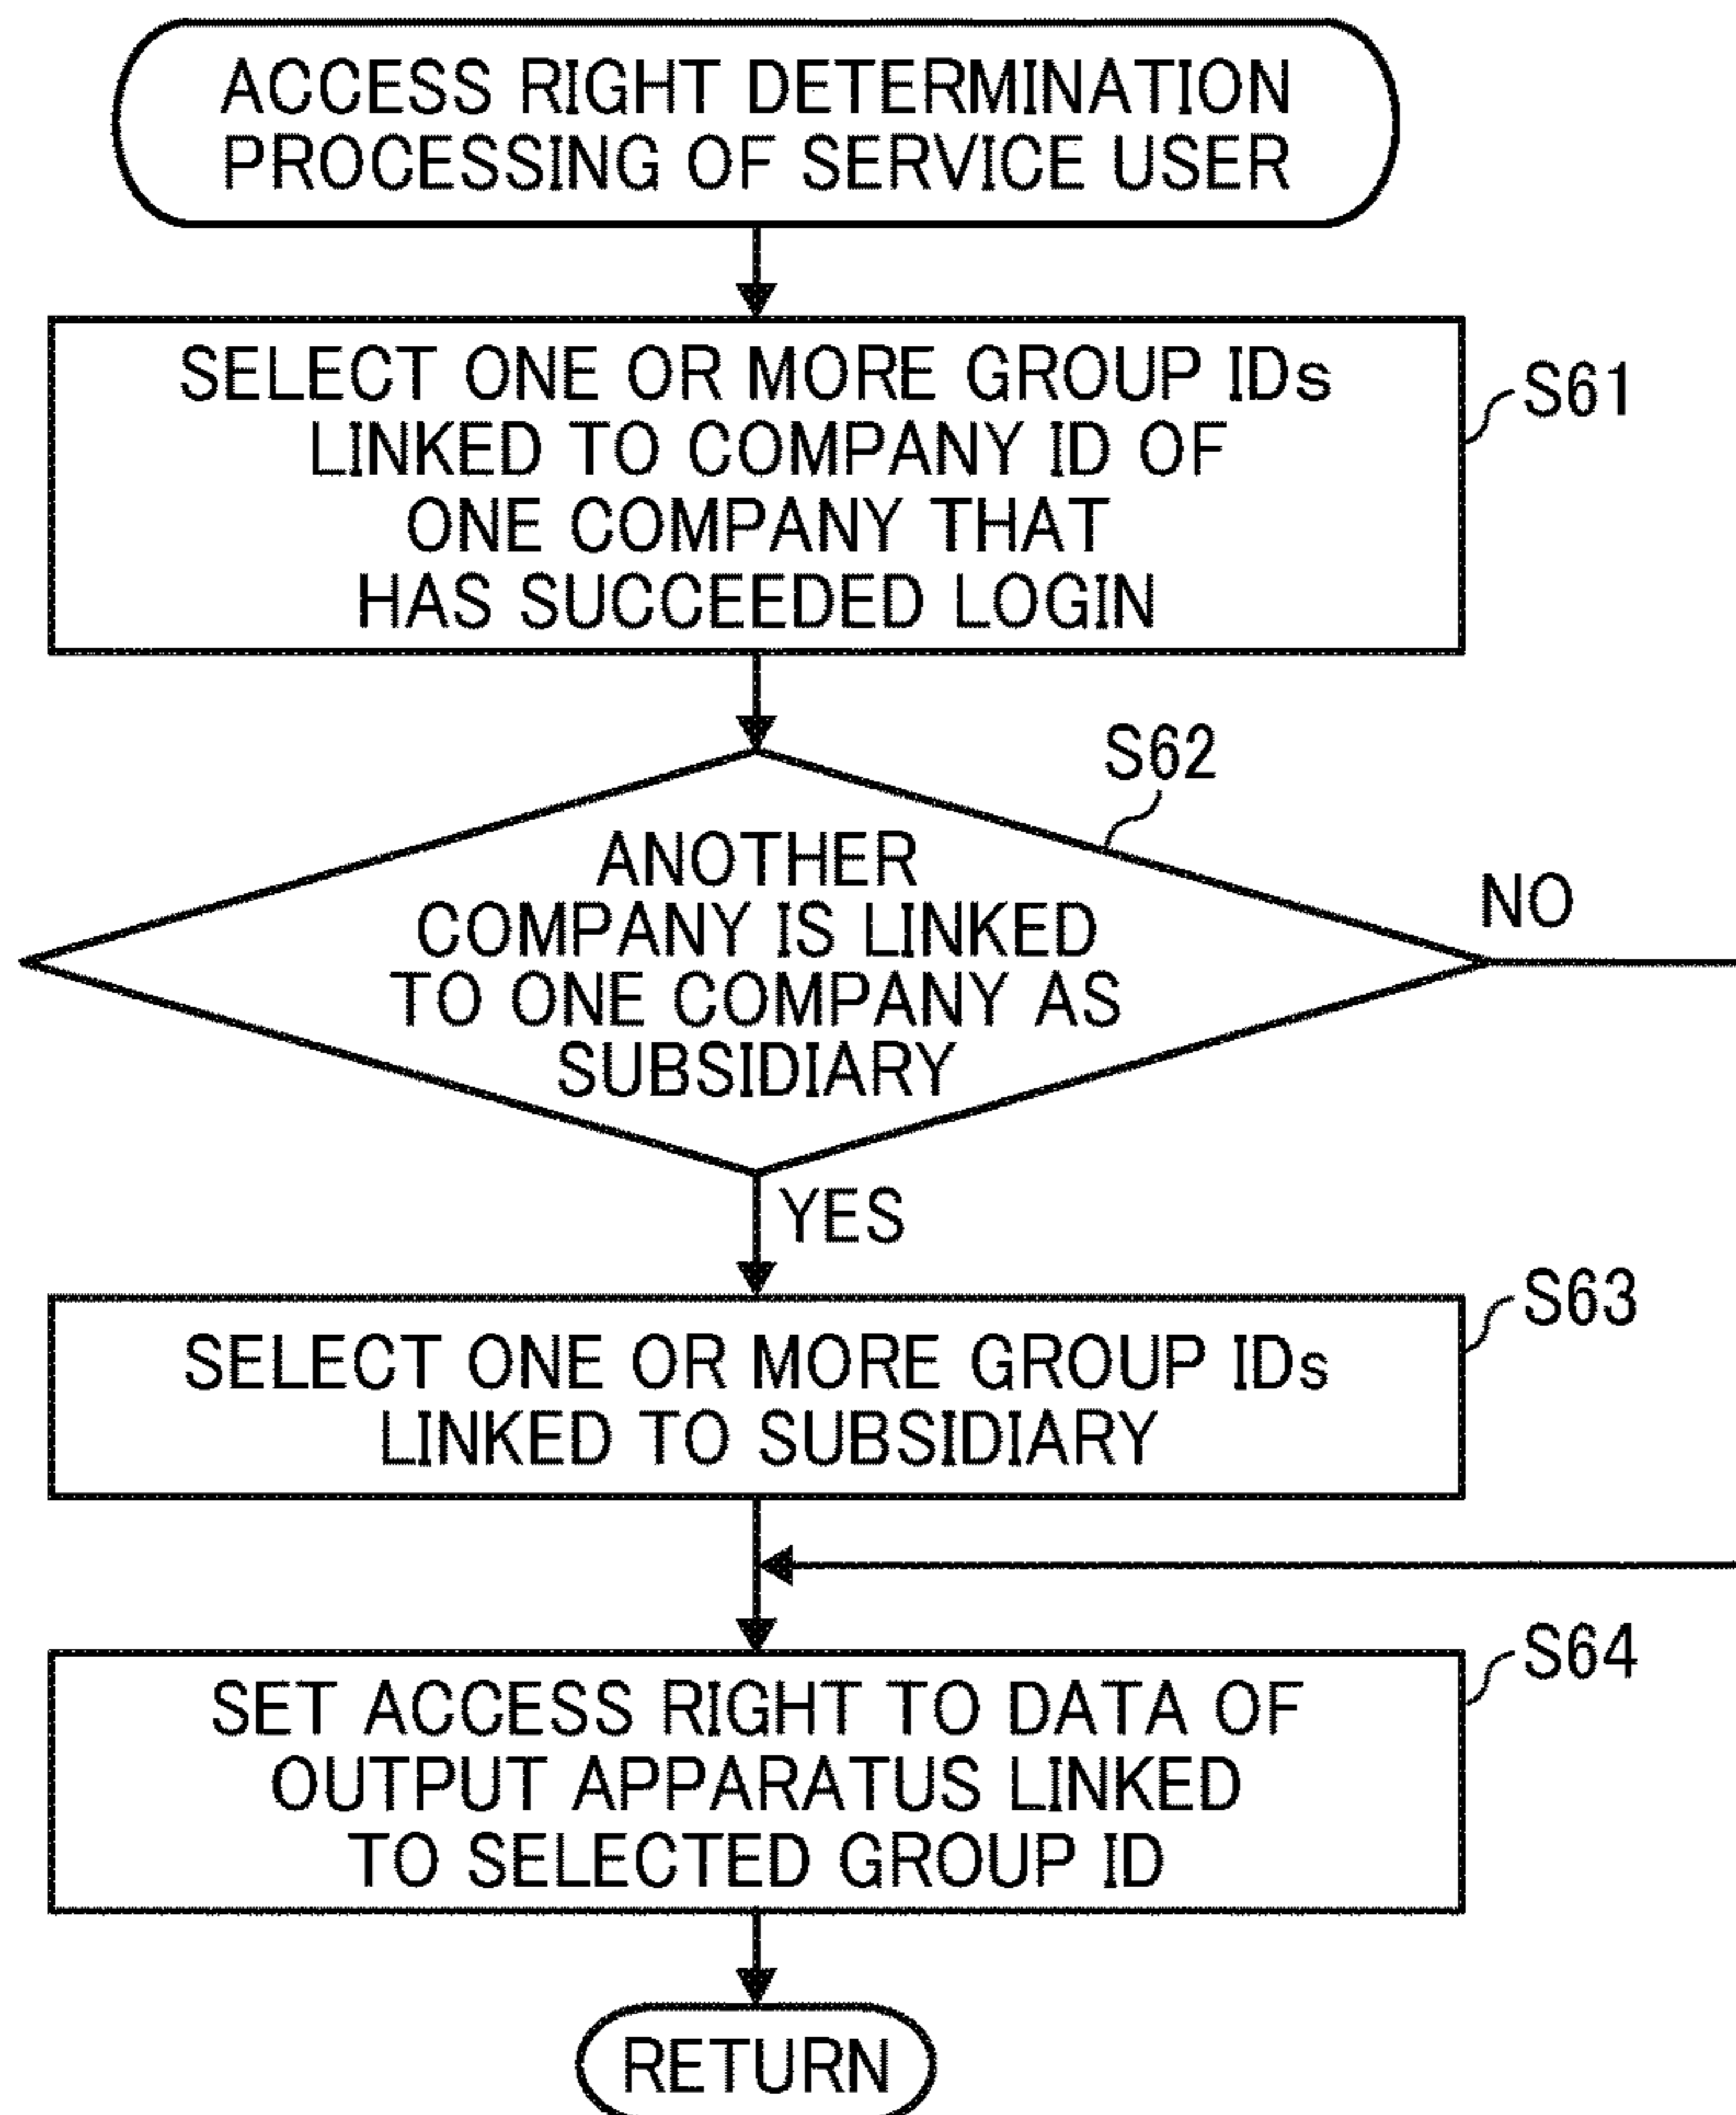 ACCESS RIGHT DETERMINATION
PROCESSING OF SERVICE USER
SELECT ONE OR MORE GROUP IDs
LINKED TO COMPANY ID OF
ONE COMPANY THAT
HAS SUCCEEDED LOGIN
S61
S62
ANOTHER
COMPANY IS LINKED
TO ONE COMPANY AS
SUBSIDIARY
NO
YES
S63
SELECT ONE OR MORE GROUP IDs
LINKED TO SUBSIDIARY
S64
SET ACCESS RIGHT TO DATA OF
OUTPUT APPARATUS LINKED
TO SELECTED GROUP ID
RETURN